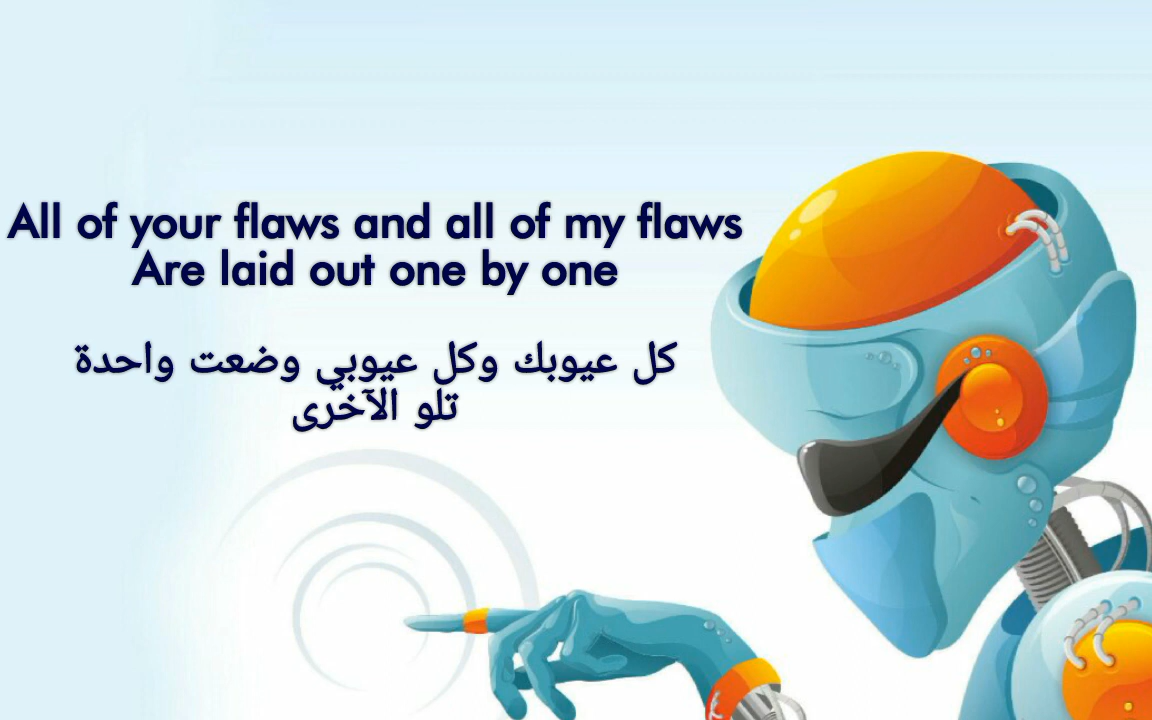 All of your flaws and all of my flaws
Are laid out one by one
كل عيوبك وكل عيوبي وضعت واحدة
تلو الآخرى